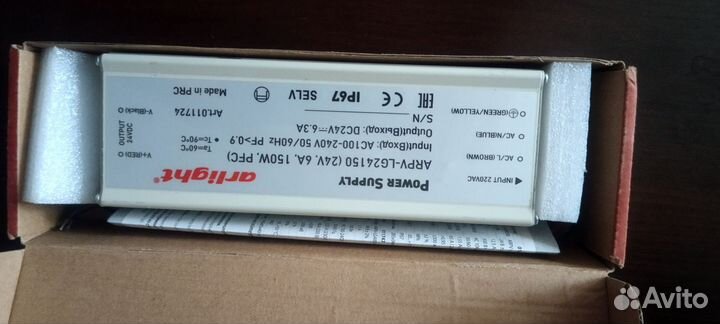 arlight®
POWER SUPPLY
ARPV-LG24150 (24V, 6A, 150W, PFC)
Input(Вход): AC100-240V 50/60Hz PF>0.9
Output(Выход): DC24V 6.3A
S/N
IP67 SELV
Made in PRC
Art.011724
INPUT 220VAC
AC/L (BROWN)
AC/N(BLUE)
(GREEN/YELLOW)
Ta=60°C
Tc=90°C
V+(RED)
OUTPUT
24VDC
V-(Black)
EAC
CE
Avito